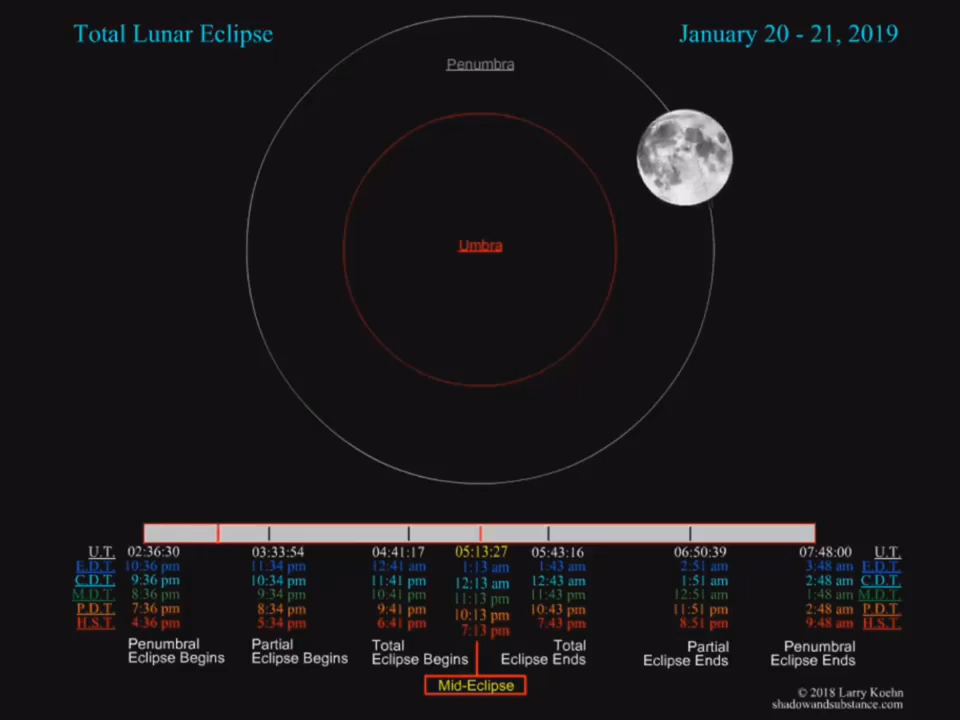 Total Lunar Eclipse
January 20 - 21, 2019
Penumbra
Umbra
U.T. 02:36:30 03:33:54 04:41:17 05:13:27 05:43:16 06:50:39 07:48:00 U.T.
E.D.T. 10:36 pm 11:34 pm 12:41 am 1:13 am 1:43 am 2:51 am 3:48 am E.D.T.
C.D.T. 9:36 pm 10:34 pm 11:41 pm 12:13 am 12:43 am 1:51 am 2:48 am C.D.T.
M.D.T. 8:36 pm 9:34 pm 10:41 pm 11:13 pm 11:43 pm 12:51 am 1:48 am M.D.T.
P.D.T. 7:36 pm 8:34 pm 9:41 pm 10:13 pm 10:43 pm 11:51 pm 2:48 am P.D.T.
H.S.T. 4:36 pm 5:34 pm 6:41 pm 7:13 pm 7:43 pm 8:51 pm 9:48 am H.S.T.
Penumbral
Eclipse Begins
Partial
Eclipse Begins
Total
Eclipse Begins
Total
Eclipse Ends
Partial
Eclipse Ends
Penumbral
Eclipse Ends
Mid-Eclipse
© 2018 Larry Koehn
shadowandsubstance.com